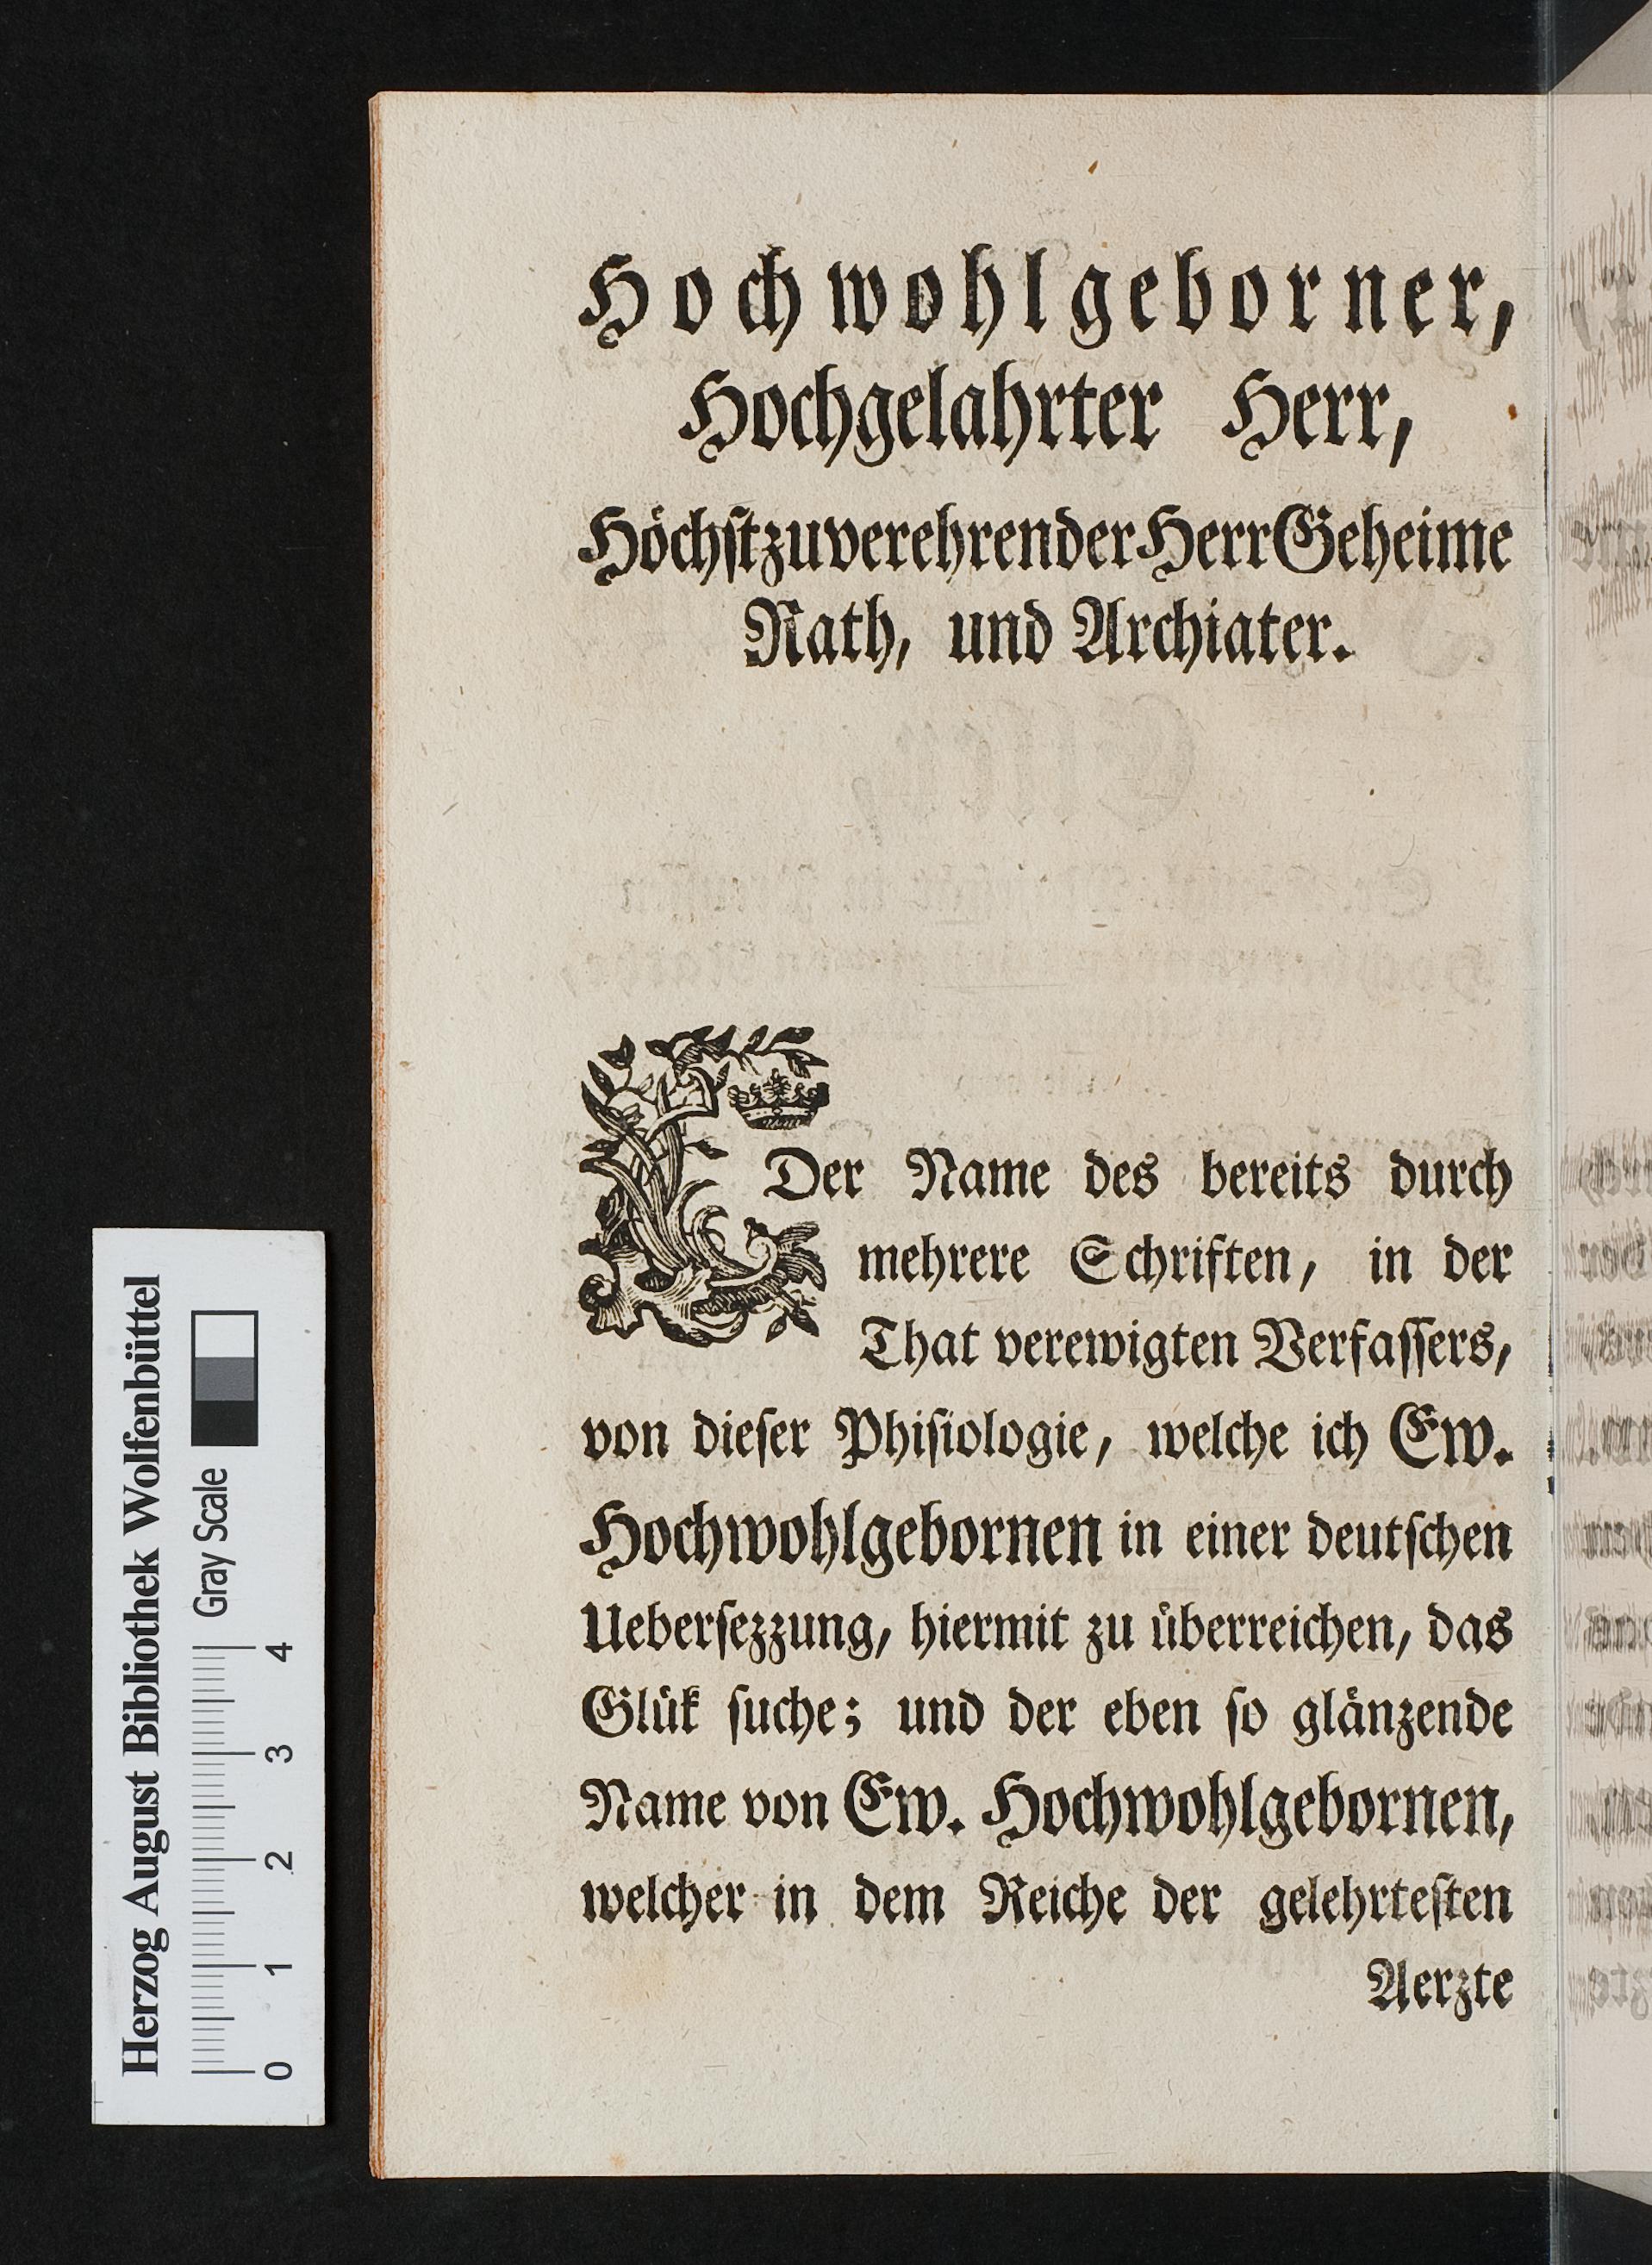 Hochwohlgeborner,
Hochgelahrter Herr,
Höchſtzuverehrender Herr Geheime
Rath, und Archiater.
Der Name des bereits durch
mehrere Schriften, in der
That verewigten Verfaſſers,
von dieſer Phiſiologie, welche ich Ew.
Hochwohlgebornen in einer deutſchen
Ueberſezzung, hiermit zu überreichen, das
Glük ſuche; und der eben ſo glänzende
Name von Ew. Hochwohlgebornen,
welcher in dem Reiche der gelehrteſten
Aerzte
Herzog August Bibliothek Wolfenbüttel
Gray Scale
0 1 2 3 4